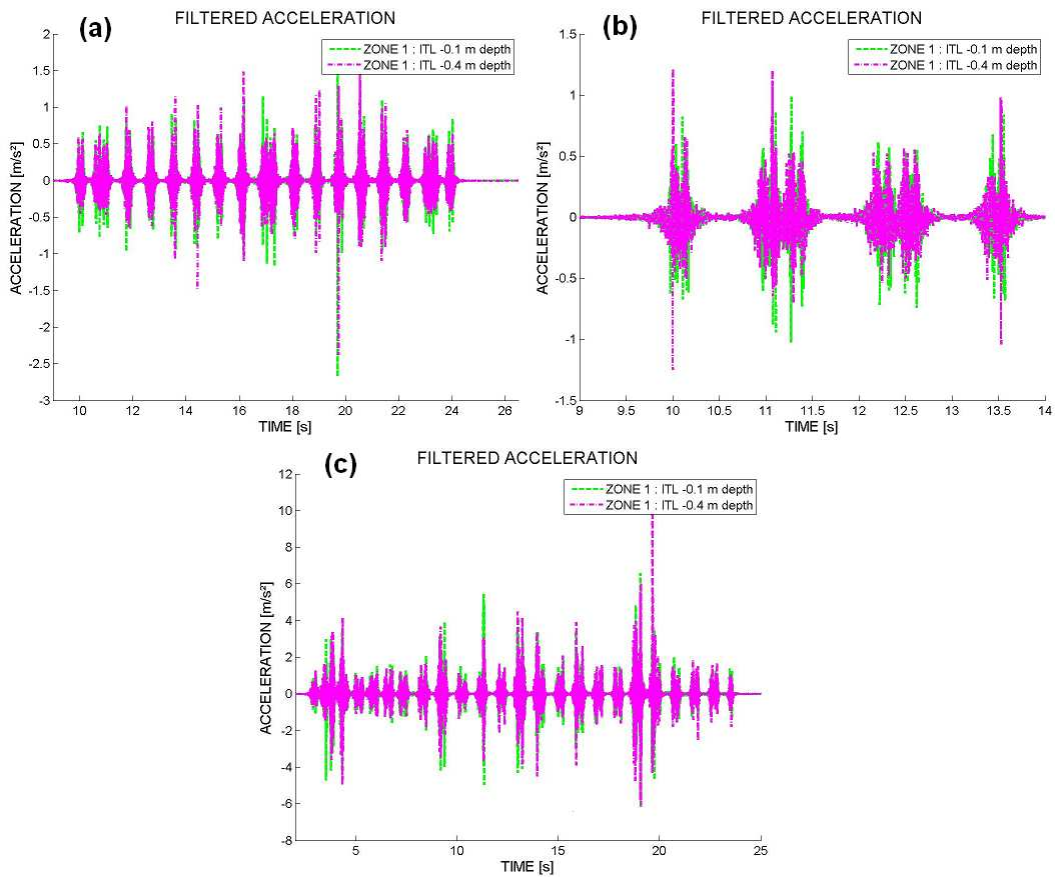 (a)
FILTERED ACCELERATION
ZONE 1 : ITL -0.1 m depth
ZONE 1 : ITL -0.4 m depth
ACCELERATION [m/s²]
2
1.5
1
0.5
0
-0.5
-1
-1.5
-2
-2.5
-3
10 12 14 16 18 20 22 24 26
TIME [s]
(b)
FILTERED ACCELERATION
ZONE 1 : ITL -0.1 m depth
ZONE 1 : ITL -0.4 m depth
ACCELERATION [m/s²]
1.5
1
0.5
0
-0.5
-1
-1.5
9 9.5 10 10.5 11 11.5 12 12.5 13 13.5 14
TIME [s]
(c)
FILTERED ACCELERATION
ZONE 1 : ITL -0.1 m depth
ZONE 1 : ITL -0.4 m depth
ACCELERATION [m/s²]
12
10
8
6
4
2
0
-2
-4
-6
-8
5 10 15 20 25
TIME [s]